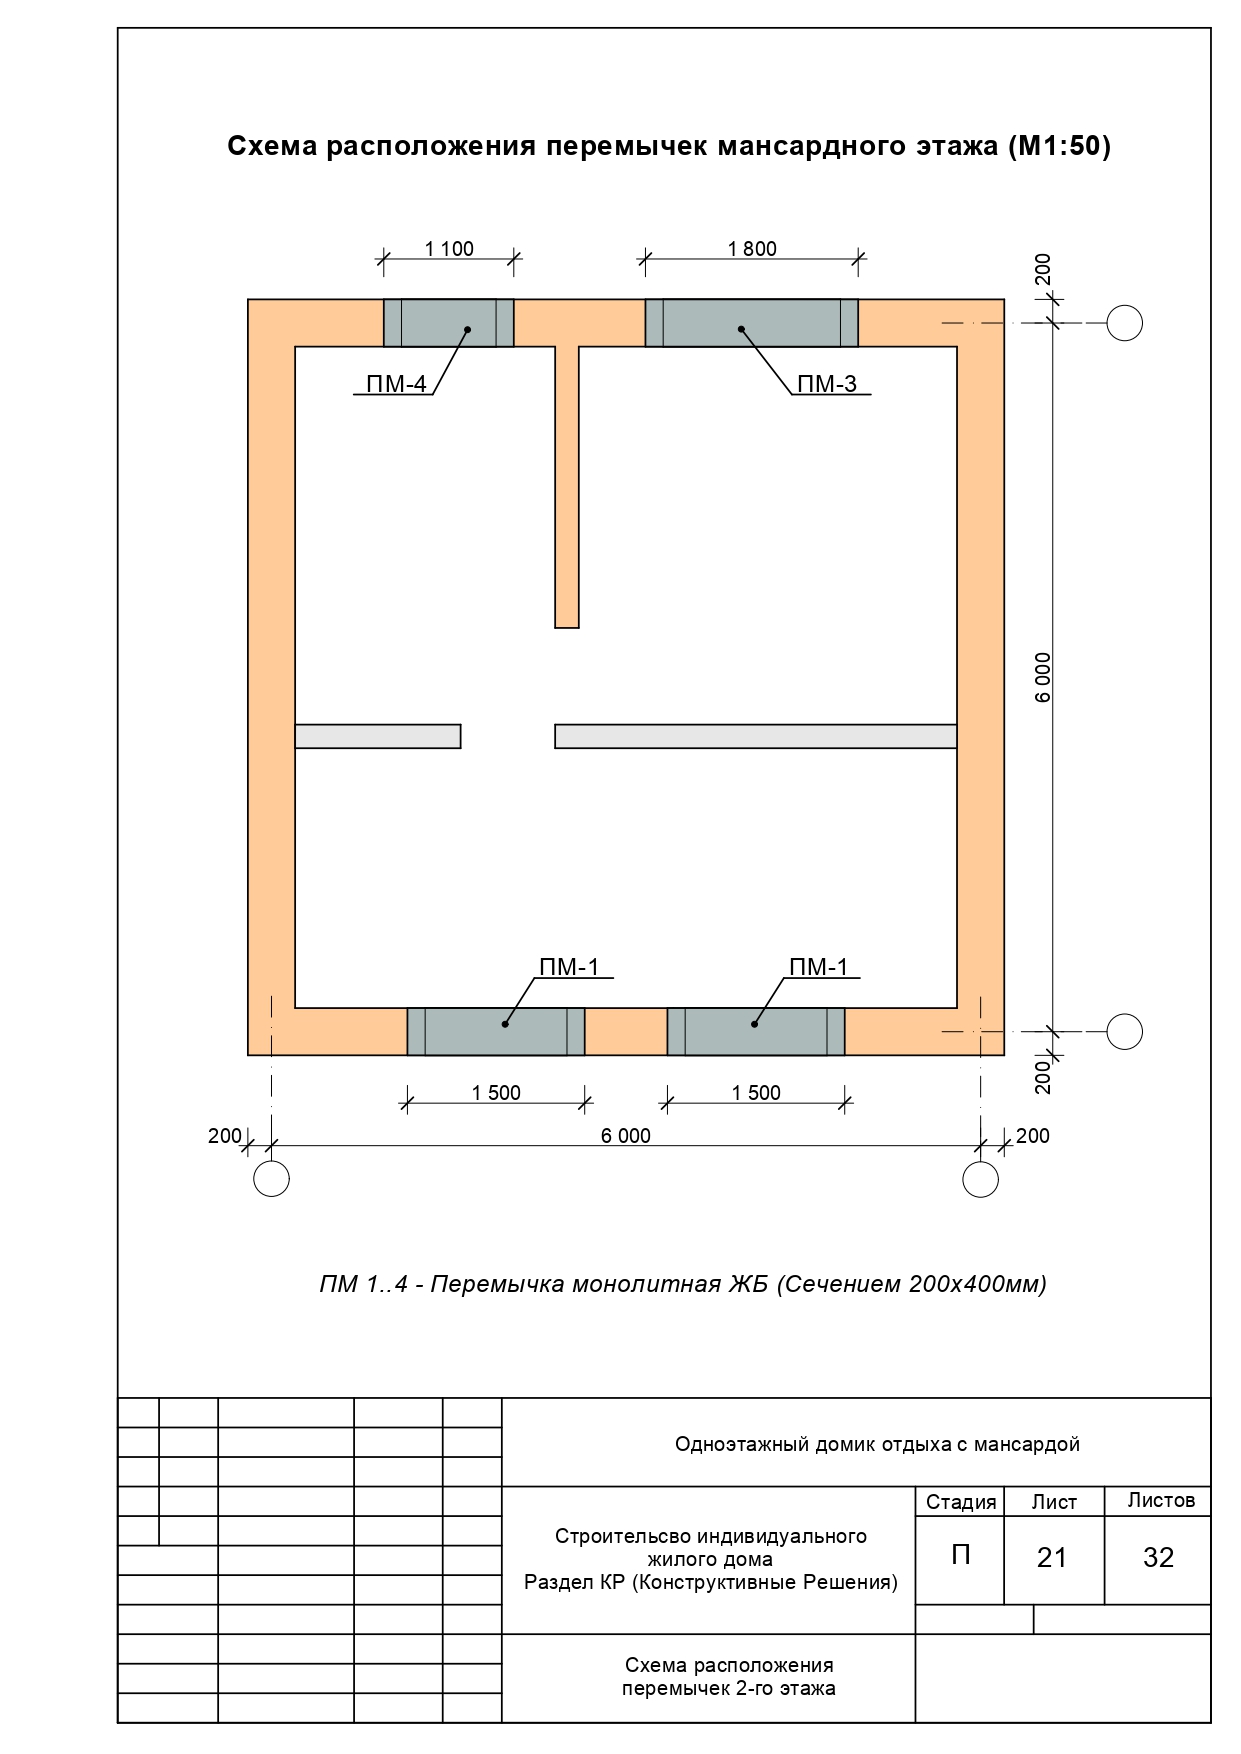 Схема расположения перемычек мансардного этажа (М1:50)
1 100
1 800
200
ПМ-4
ПМ-3
6 000
ПМ-1
ПМ-1
1 500
1 500
200
200
6 000
200
ПМ 1..4 - Перемычка монолитная ЖБ (Сечением 200х400мм)
Одноэтажный домик отдыха с мансардой
Стадия
Лист
Листов
Строительсво индивидуального
жилого дома
Раздел КР (Конструктивные Решения)
П
21
32
Схема расположения
перемычек 2-го этажа